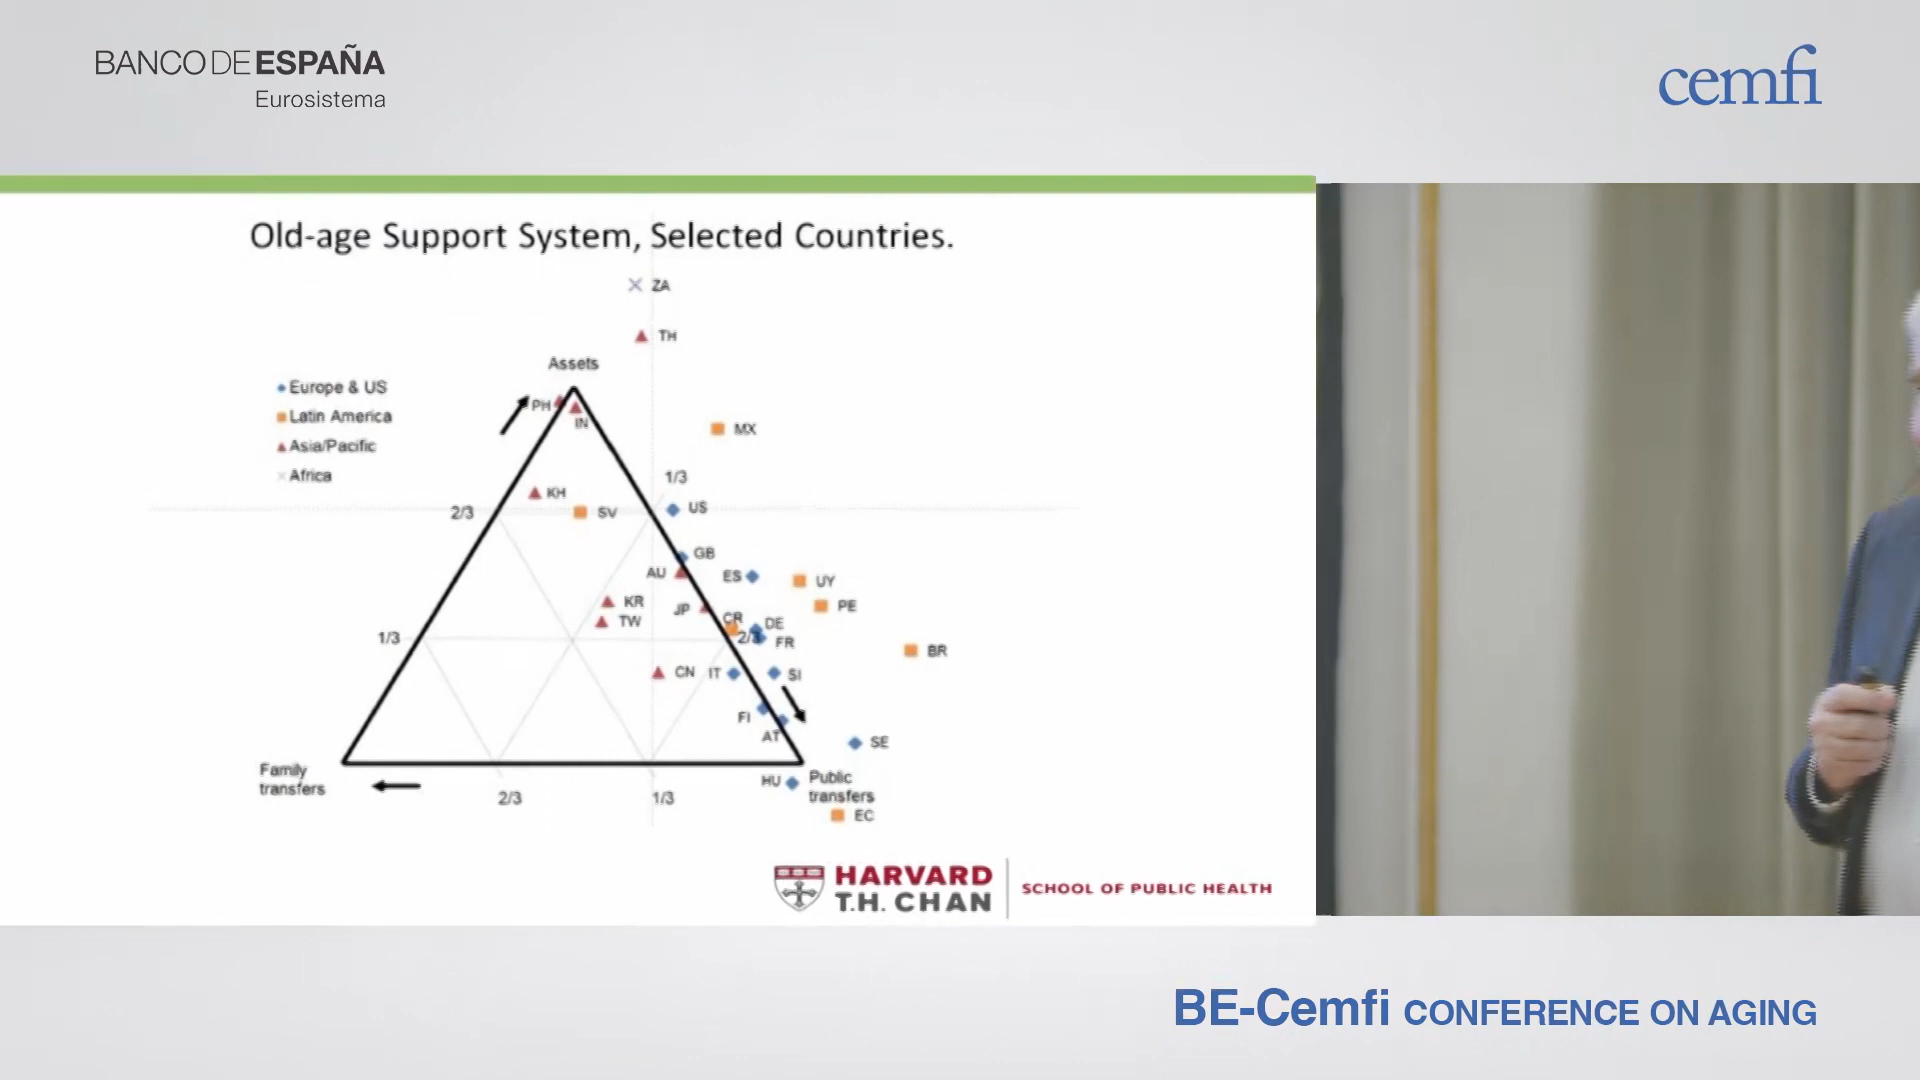 BANCODEESPAÑA
Eurosistema
cemfi
Old-age Support System, Selected Countries.
ZA
TH
Assets
Europe & US
PH
IN
Latin America
MX
Asia/Pacific
Africa
1/3
KH
2/3
SV
US
GB
AU
ES
UY
KR
JP
PE
TW
CR
DE
1/3
2/3
FR
BR
CN
IT
SI
FI
AT
SE
Family
transfers
HU
Public
transfers
2/3
1/3
EC
HARVARD
T.H. CHAN
SCHOOL OF PUBLIC HEALTH
BE-Cemfi CONFERENCE ON AGING